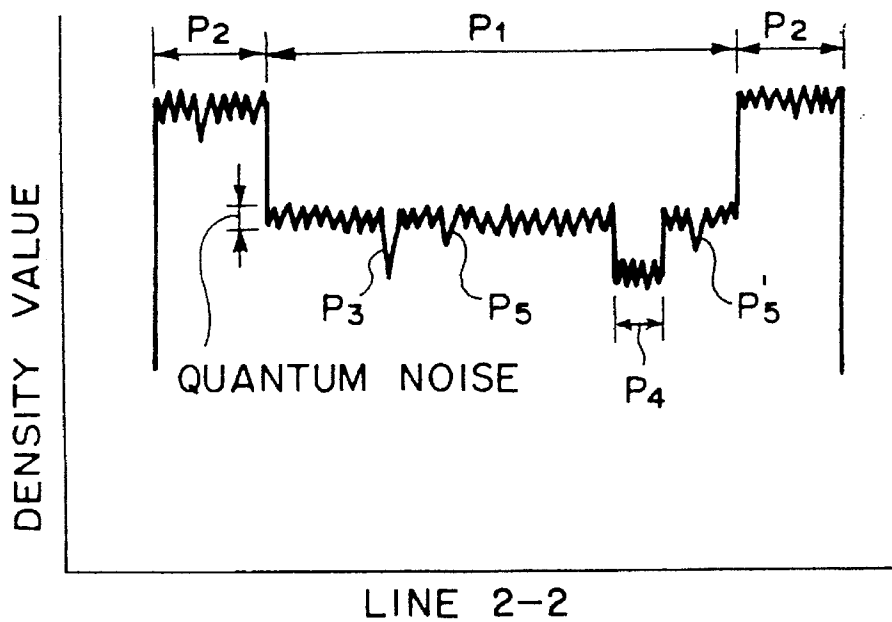 P2 P1 P2
DENSITY VALUE
P3 P5 P'5
QUANTUM NOISE
P4
LINE 2-2